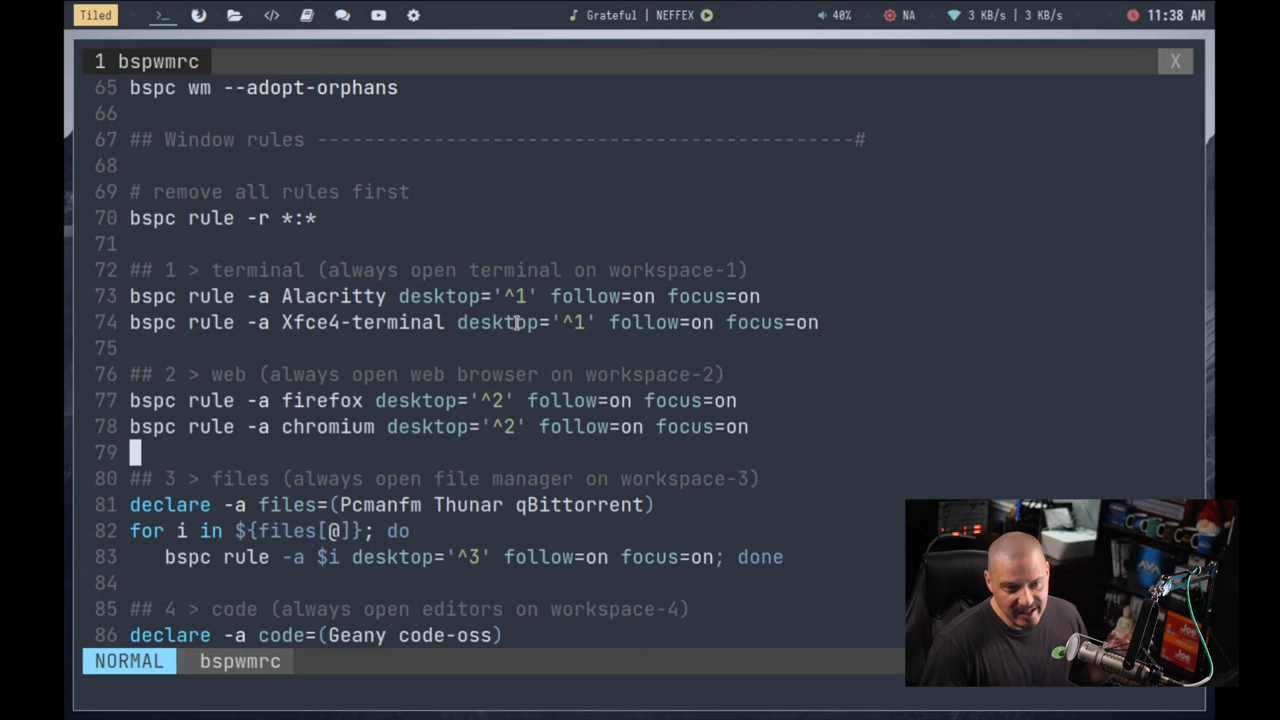 Tiled
Grateful | NEFFEX
40%
NA
3 KB/s | 3 KB/s
11:38 AM
1 bspwmrc
X
65 bspc wm --adopt-orphans
66
67 ## Window rules ----------------------------------------------#
68
69 # remove all rules first
70 bspc rule -r *:*
71
72 ## 1 > terminal (always open terminal on workspace-1)
73 bspc rule -a Alacritty desktop='^1' follow=on focus=on
74 bspc rule -a Xfce4-terminal desktop='^1' follow=on focus=on
75
76 ## 2 > web (always open web browser on workspace-2)
77 bspc rule -a firefox desktop='^2' follow=on focus=on
78 bspc rule -a chromium desktop='^2' follow=on focus=on
79
80 ## 3 > files (always open file manager on workspace-3)
81 declare -a files=(Pcmanfm Thunar qBittorrent)
82 for i in ${files[@]}; do
83 bspc rule -a $i desktop='^3' follow=on focus=on; done
84
85 ## 4 > code (always open editors on workspace-4)
86 declare -a code=(Geany code-oss)
NORMAL bspwmrc